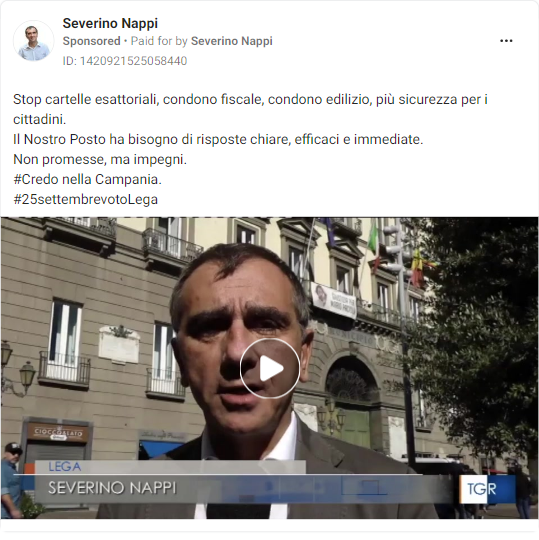 Severino Nappi
Sponsored • Paid for by Severino Nappi
ID: 1420921525058440
Stop cartelle esattoriali, condono fiscale, condono edilizio, più sicurezza per i
cittadini.
Il Nostro Posto ha bisogno di risposte chiare, efficaci e immediate.
Non promesse, ma impegni.
#Credo nella Campania.
#25settembrevotoLega
CIOCCOLATO
LEGA
SEVERINO NAPPI
TGR